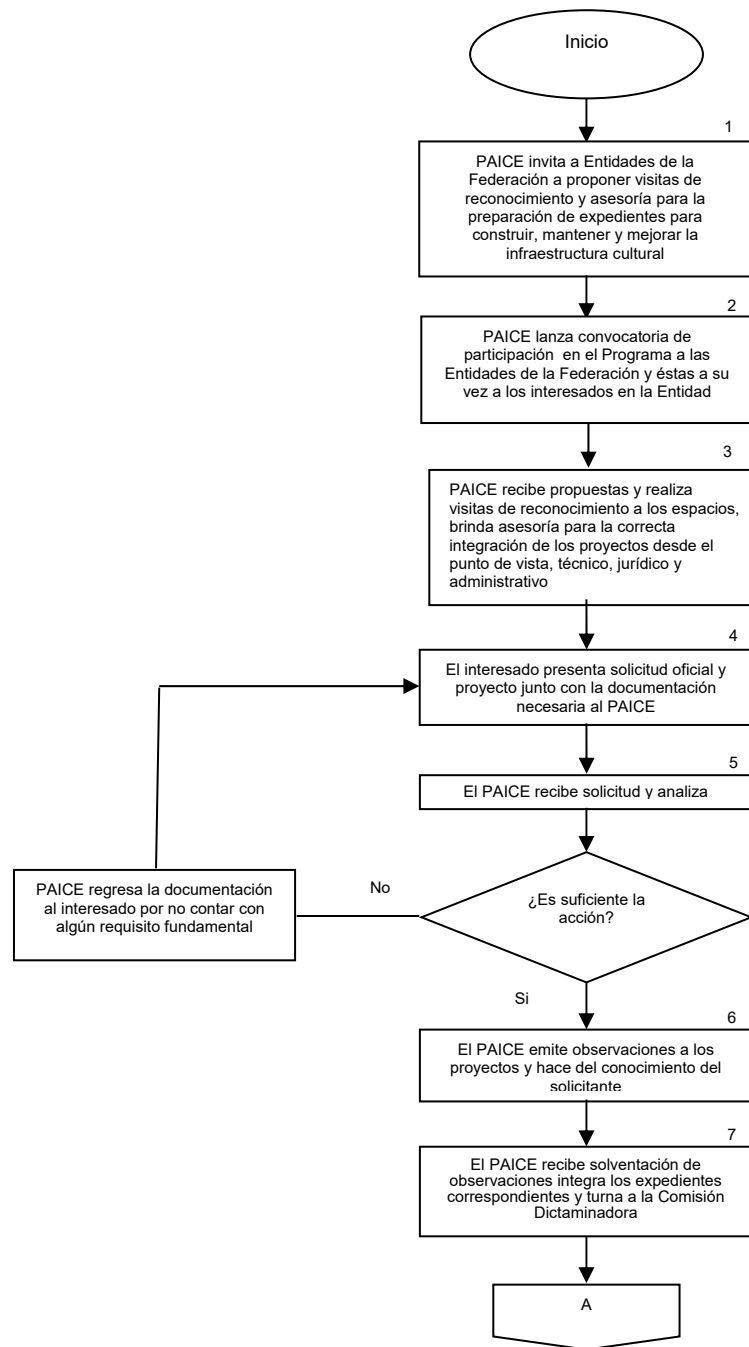 Inicio
1
PAICE invita a Entidades de la
Federación a proponer visitas de
reconocimiento y asesoría para la
preparación de expedientes para
construir, mantener y mejorar la
infraestructura cultural
2
PAICE lanza convocatoria de
participación en el Programa a las
Entidades de la Federación y éstas a su
vez a los interesados en la Entidad
3
PAICE recibe propuestas y realiza
visitas de reconocimiento a los espacios,
brinda asesoría para la correcta
integración de los proyectos desde el
punto de vista, técnico, jurídico y
administrativo
4
El interesado presenta solicitud oficial y
proyecto junto con la documentación
necesaria al PAICE
5
El PAICE recibe solicitud y analiza
¿Es suficiente la
acción?
No
PAICE regresa la documentación
al interesado por no contar con
algún requisito fundamental
Si
6
El PAICE emite observaciones a los
proyectos y hace del conocimiento del
solicitante
7
El PAICE recibe solventación de
observaciones integra los expedientes
correspondientes y turna a la Comisión
Dictaminadora
A